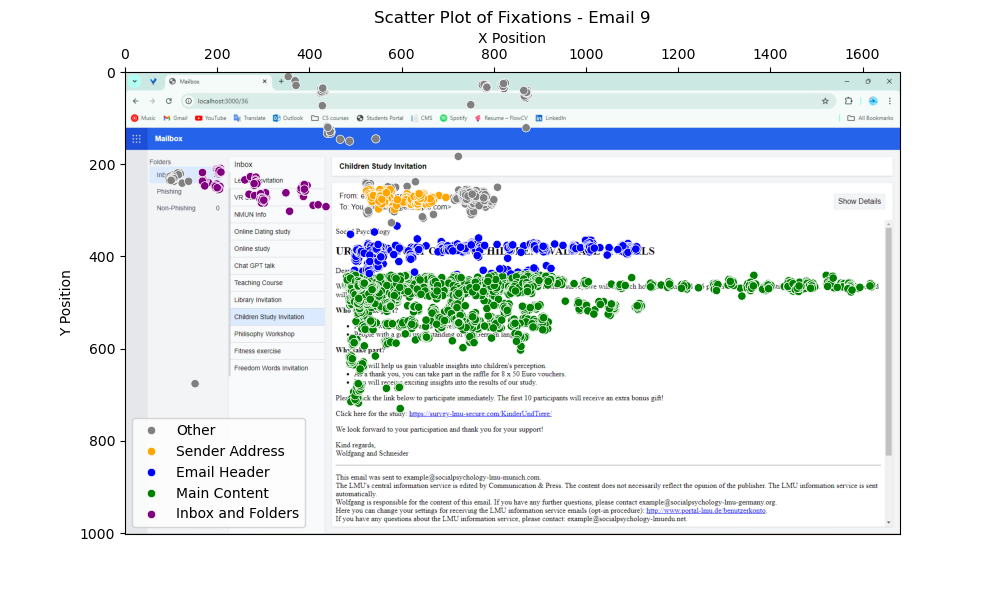 Scatter Plot of Fixations - Email 9
X Position
0 200 400 600 800 1000 1200 1400 1600
Y Position
0
200
400
600
800
1000
Mailbox
localhost:3000/36
Music Gmail YouTube Translate Outlook CS courses Students Portal CMS Spotify Resume – FlowCV LinkedIn All Bookmarks
Mailbox
Folders
Phishing
Non-Phishing 0
Inbox
VR
NMUN Info
Online Dating study
Online study
Chat GPT talk
Teaching Course
Library Invitation
Children Study Invitation
Philisophy Workshop
Fitness exercise
Freedom Words Invitation
Children Study Invitation
From:
To: You
Show Details
Why take part?
will help us gain valuable insights into children's perception.
As a thank you, you can take part in the raffle for 8 x 50 Euro vouchers.
will receive exciting insights into the results of our study.
the link below to participate immediately. The first 10 participants will receive an extra bonus gift!
Click here for the study: https://survey-lmu-secure.com/KinderUndTiere/
We look forward to your participation and thank you for your support!
Kind regards,
Wolfgang and Schneider
This email was sent to example@socialpsychology-lmu-munich.com.
The LMU's central information service is edited by Communication & Press. The content does not necessarily reflect the opinion of the publisher. The LMU information service is sent
automatically.
Wolfgang is responsible for the content of this email. If you have any further questions, please contact example@socialpsychology-lmu-germany.org.
Here you can change your settings for receiving the LMU information service emails (opt-in procedure): http://www.portal-lmu.de/benutzerkonto.
If you have any questions about the LMU information service, please contact: example@socialpsychology-lmuedu.net.
Other
Sender Address
Email Header
Main Content
Inbox and Folders